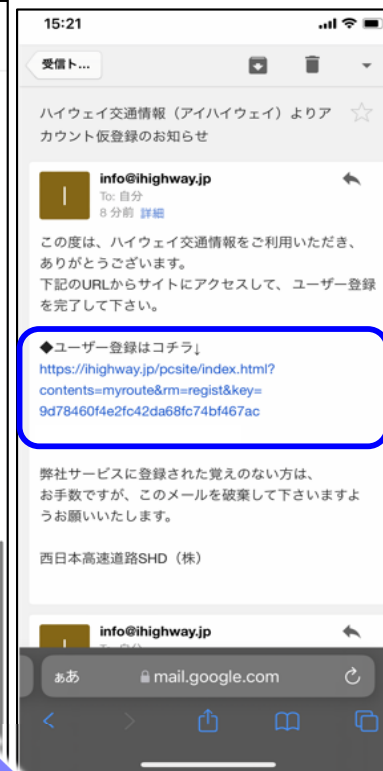 15:21
受信ト...
ハイウェイ交通情報（アイハイウェイ）よりア
カウント仮登録のお知らせ
I
info@ihighway.jp
To: 自分
8 分前 詳細
この度は、ハイウェイ交通情報をご利用いただき、
ありがとうございます。
下記のURLからサイトにアクセスして、 ユーザー登録
を完了して下さい。
◆ユーザー登録はコチラ↓
https://ihighway.jp/pcsite/index.html?
contents=myroute&rm=regist&key=
9d78460f4e2fc42da68fc74bf467ac
弊社サービスに登録された覚えのない方は、
お手数ですが、このメールを破棄して下さいますよ
うお願いいたします。
西日本高速道路SHD（株）
info@ihighway.jp
ぁあ
mail.google.com